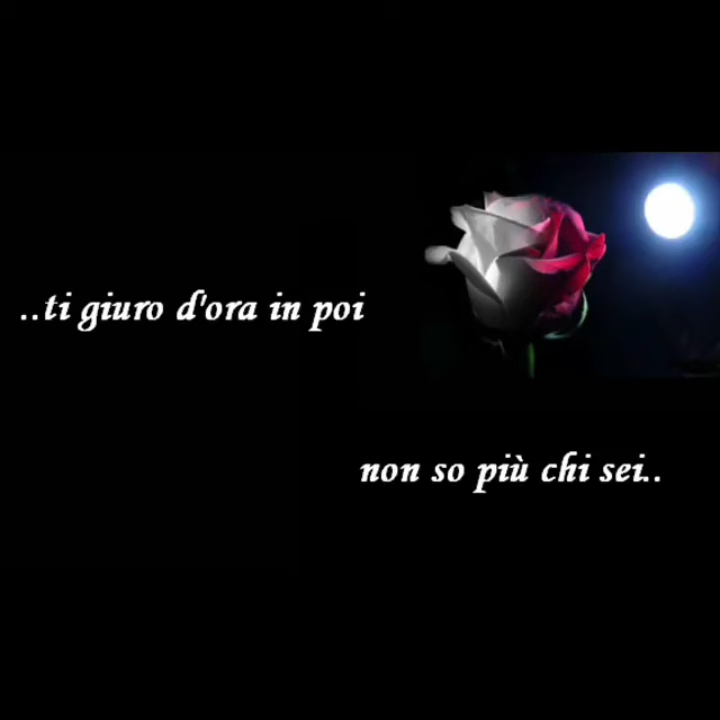 ..ti giuro d'ora in poi
non so più chi sei..